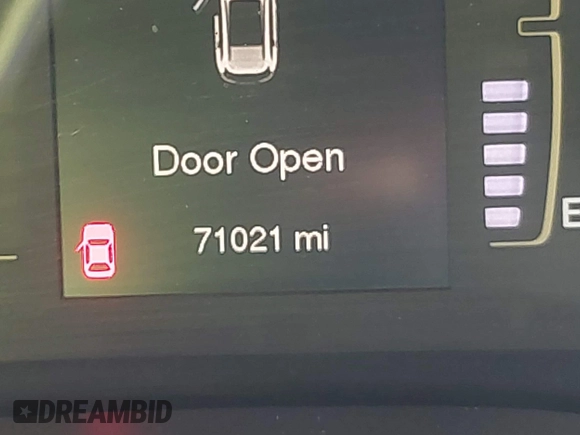 Door Open
71021 mi
E
DREAMBID